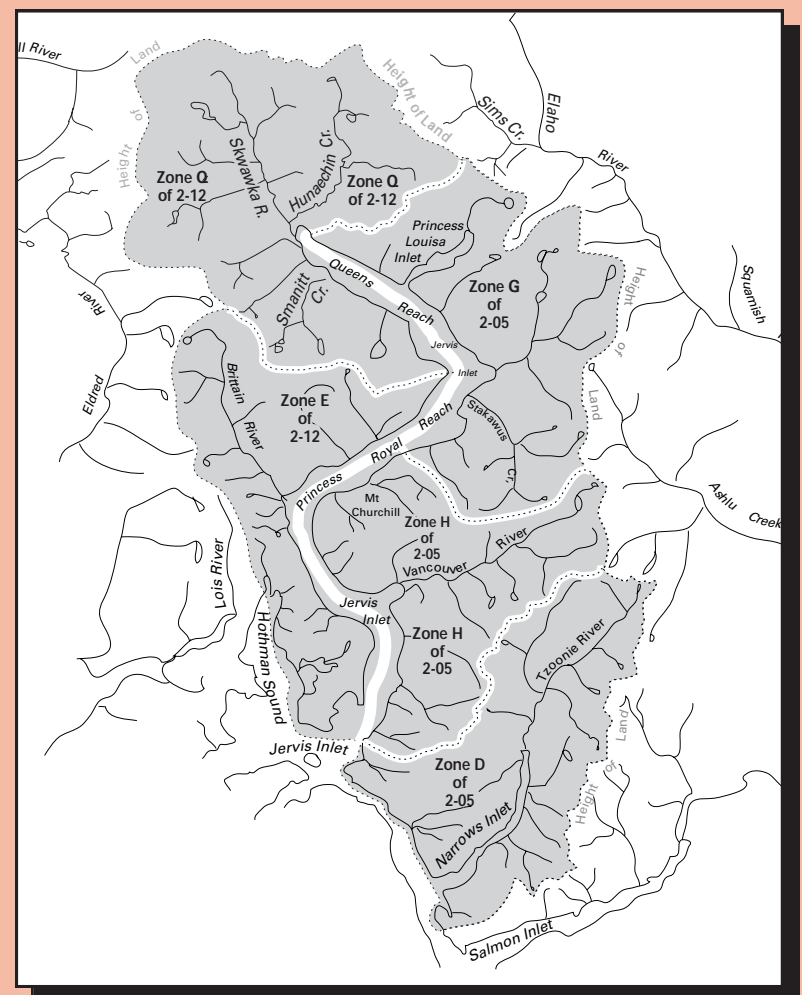 ll River
Land
of
Height
Height of Land
Sims Cr.
Elaho
River
Skwawka R.
Hunaechin Cr.
Zone Q
of 2-12
Zone Q
of 2-12
Princess
Louisa
Inlet
Queens
Reach
Zone G
of
2-05
Height
of
Land
Squamish
River
Eldred
Smanitt
Cr.
Jervis
Inlet
Brittain
River
Zone E
of
2-12
Princess
Royal
Reach
Stakawus
Cr.
Mt
Churchill
Zone H
of
2-05
Vancouver
River
Ashlu
Creek
Lois River
Hothman Sound
Jervis
Inlet
Zone H
of
2-05
Tzoonie River
Jervis Inlet
Zone D
of
2-05
Narrows Inlet
Height
of
Land
Salmon Inlet